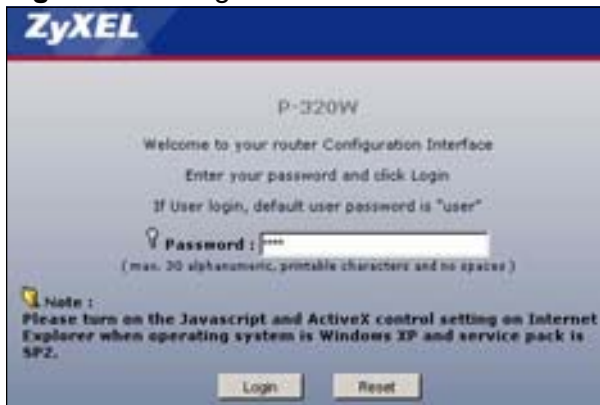 ZyXEL
P-320W
Welcome to your router Configuration Interface
Enter your password and click Login
If User login, default user password is "user"
Password : ****
( max. 30 alphanumeric, printable characters and no spaces )
Note :
Please turn on the Javascript and ActiveX control setting on Internet
Explorer when operating system is Windows XP and service pack is
SP2.
Login Reset